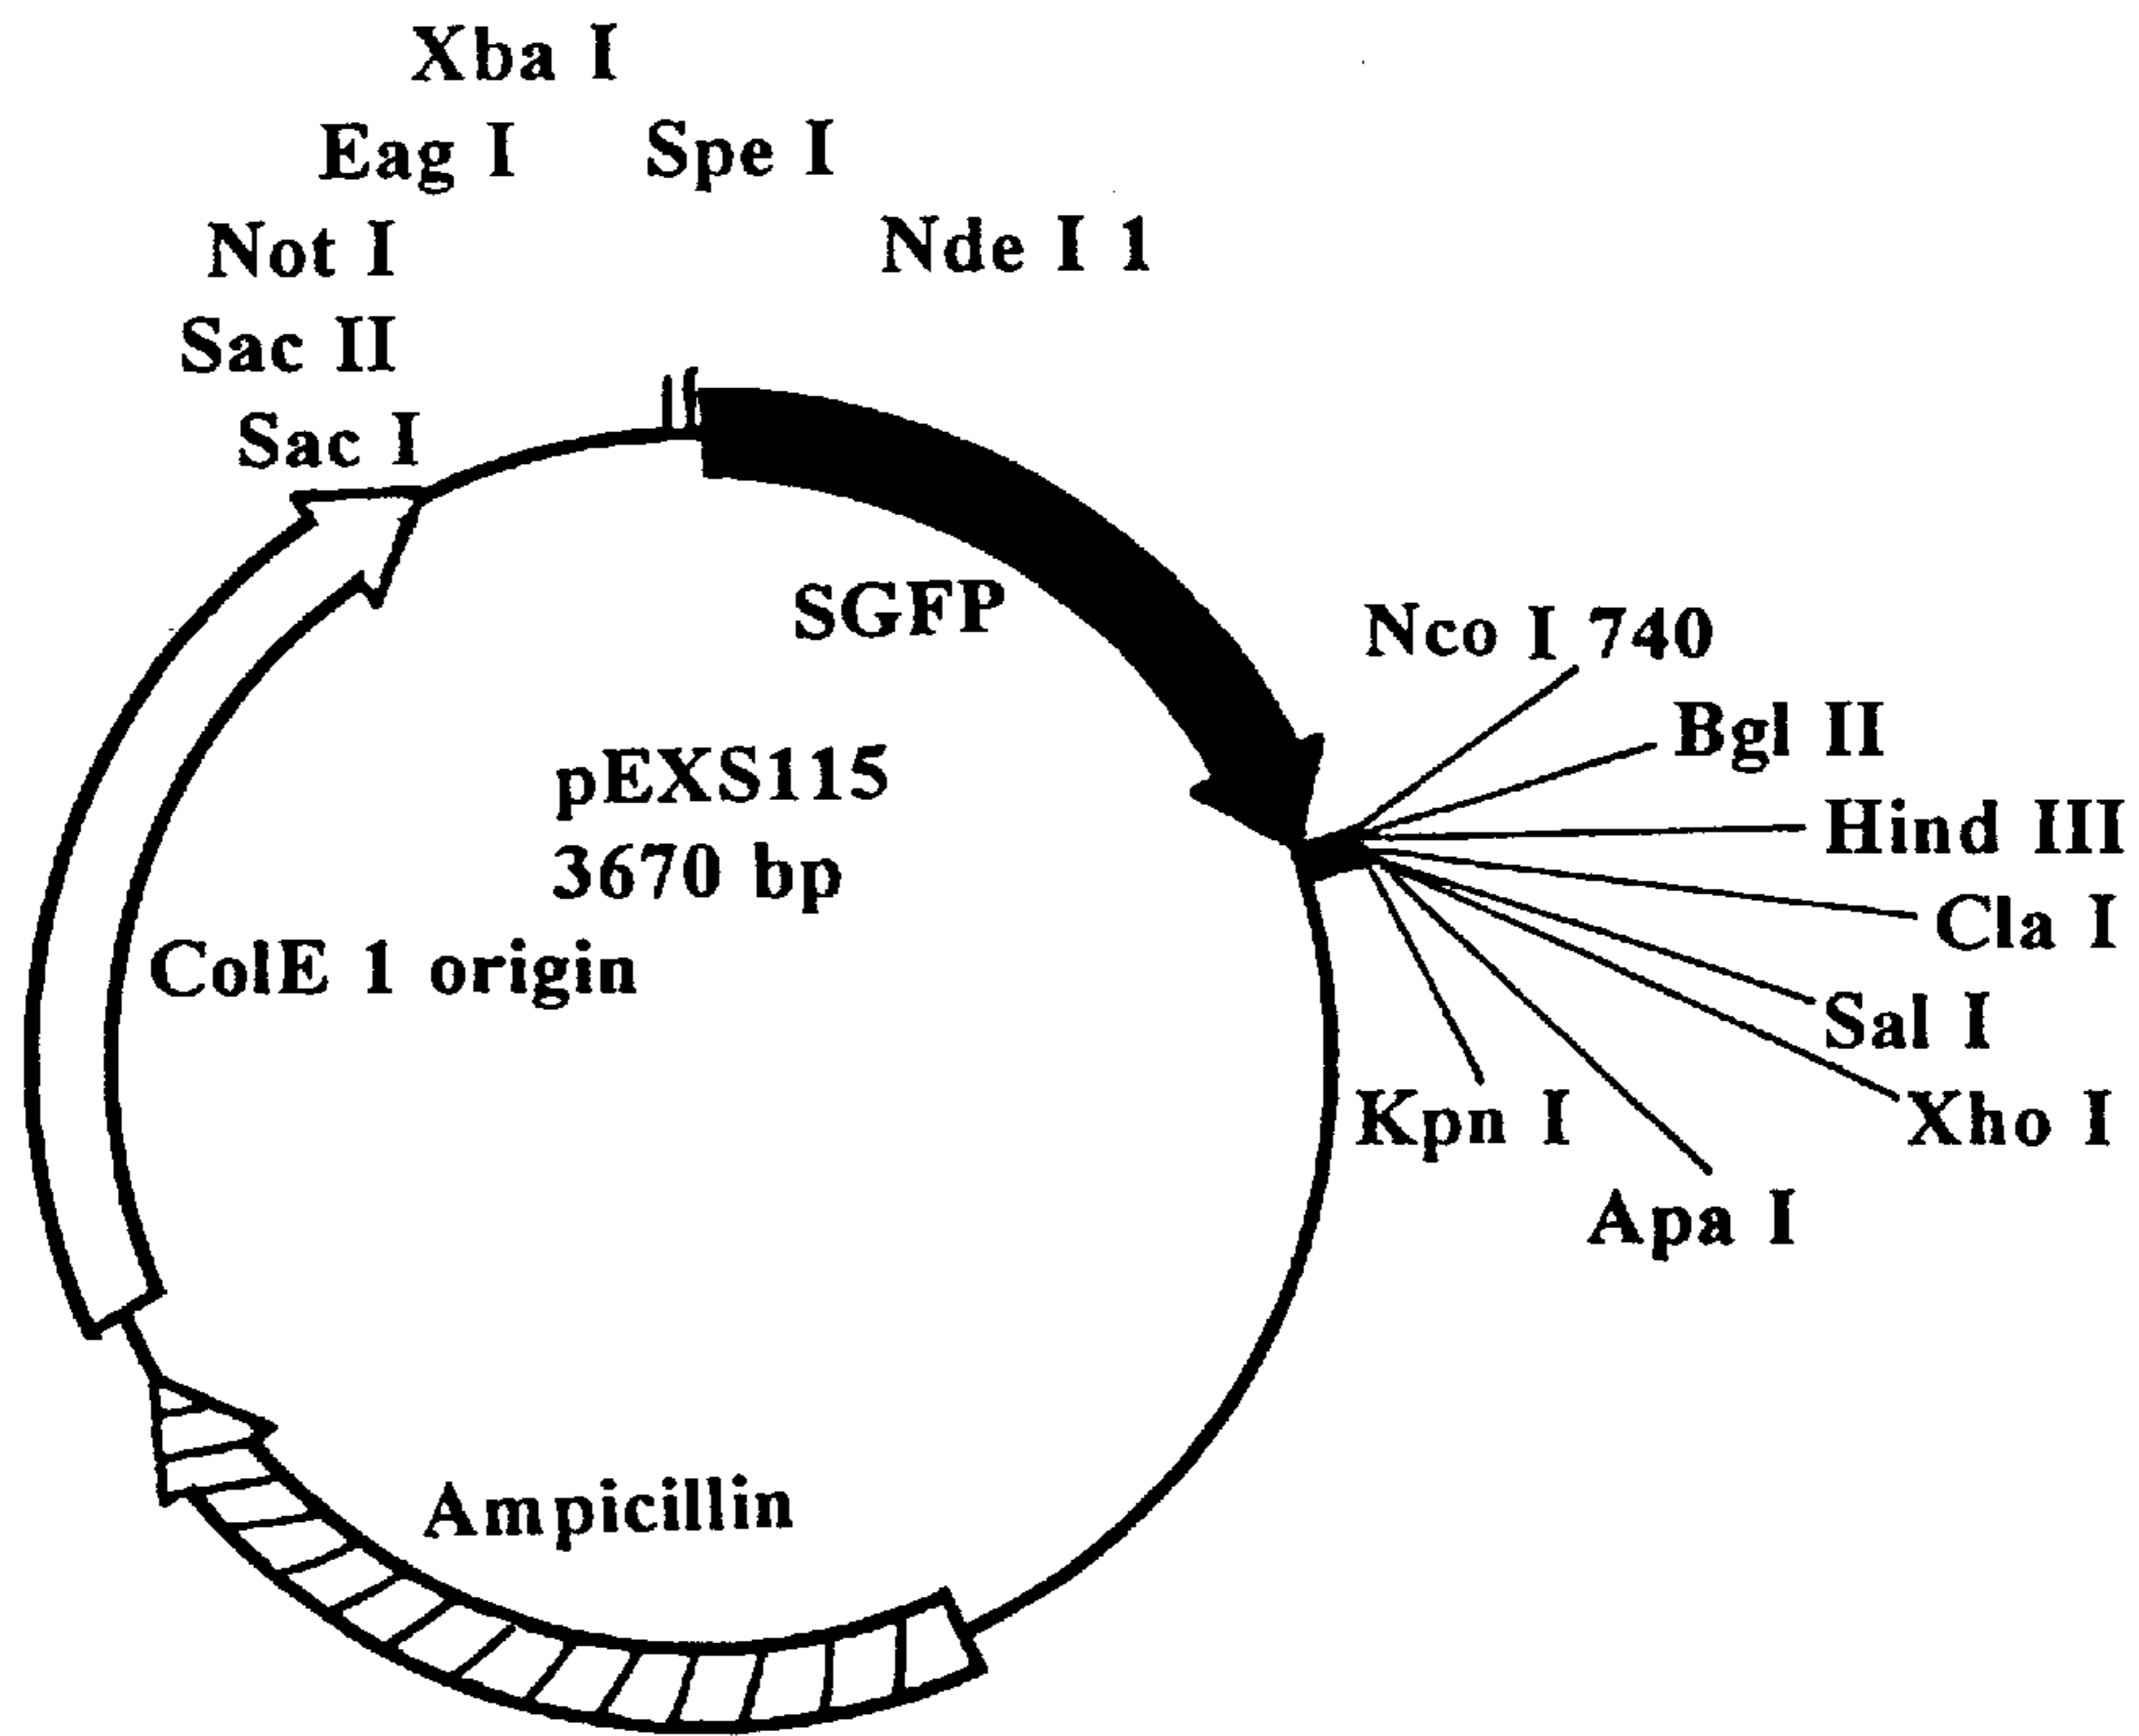 Xba I
Eag I
Spe I
Not I
Nde I 1
Sac II
Sac I
SGFP
Nco I 740
Bgl II
pEXS115
Hind III
3670 bp
Cla I
ColE 1 origin
Sal I
Kpn I
Xho I
Apa I
Ampicillin